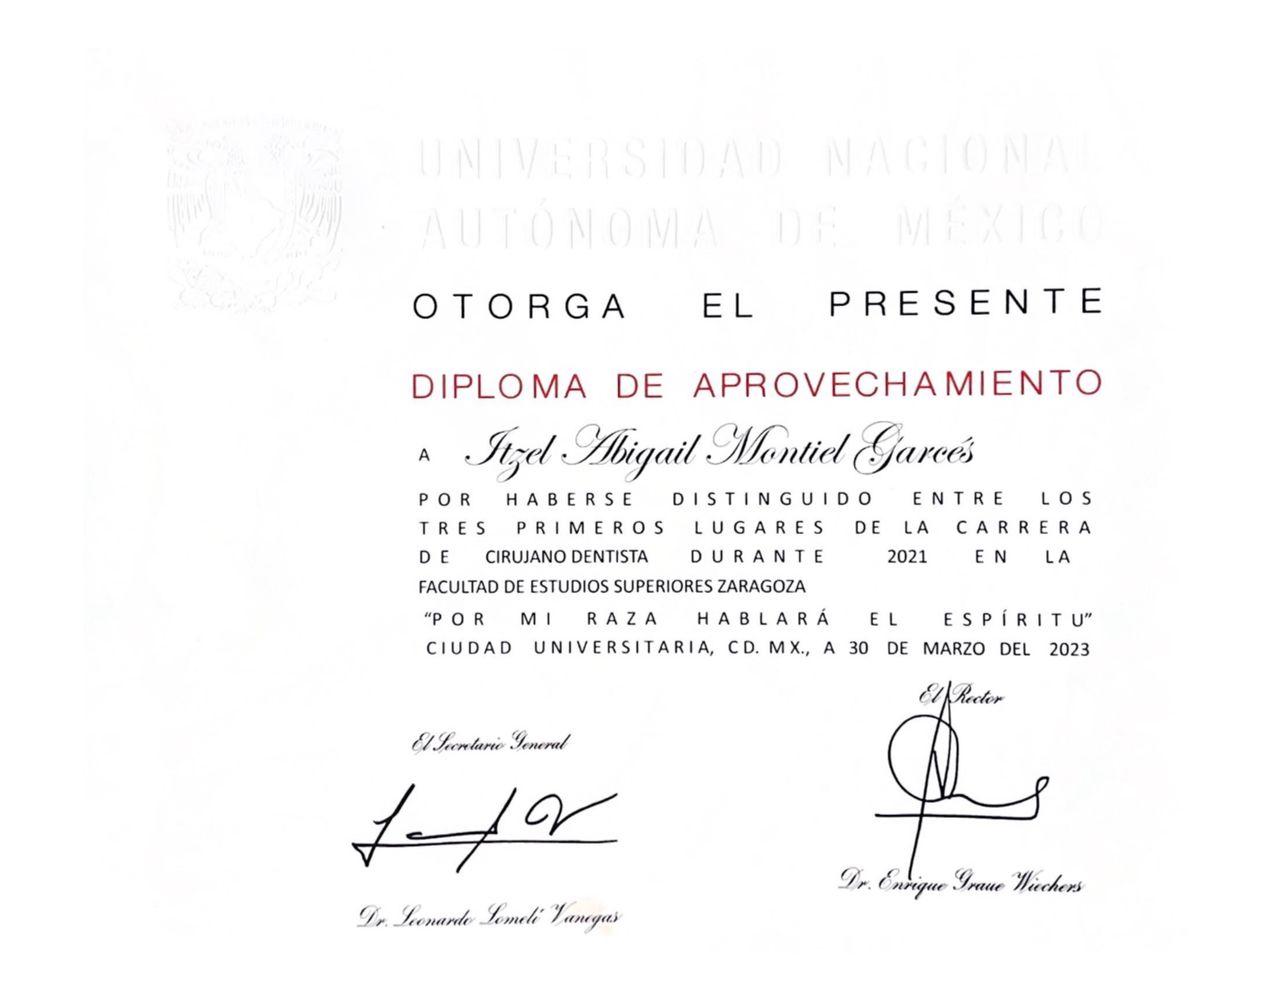 UNIVERSIDAD NACIONAL
AUTÓNOMA DE MÉXICO
OTORGA EL PRESENTE
DIPLOMA DE APROVECHAMIENTO
A Itzel Abigail Montiel Garcés
POR HABERSE DISTINGUIDO ENTRE LOS
TRES PRIMEROS LUGARES DE LA CARRERA
DE CIRUJANO DENTISTA DURANTE 2021 EN LA
FACULTAD DE ESTUDIOS SUPERIORES ZARAGOZA
“POR MI RAZA HABLARÁ EL ESPÍRITU”
CIUDAD UNIVERSITARIA, CD. MX., A 30 DE MARZO DEL 2023
El Rector
El Secretario General
Dr. Enrique Graue Wiechers
Dr. Leonardo Lomelí Vanegas